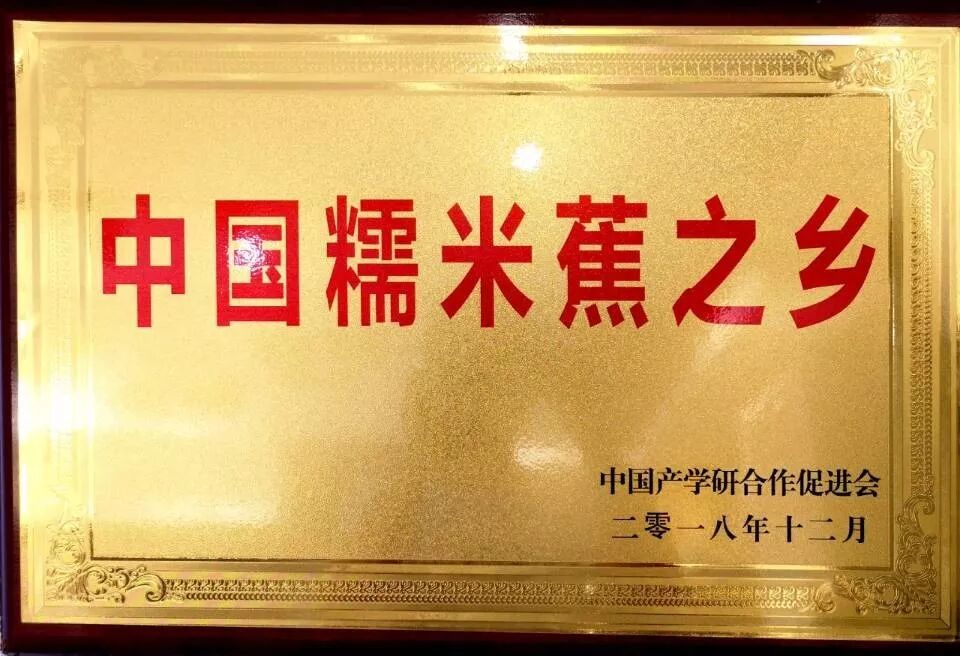 中国糯米蕉之乡
中国产学研合作促进会
二零一八年十二月